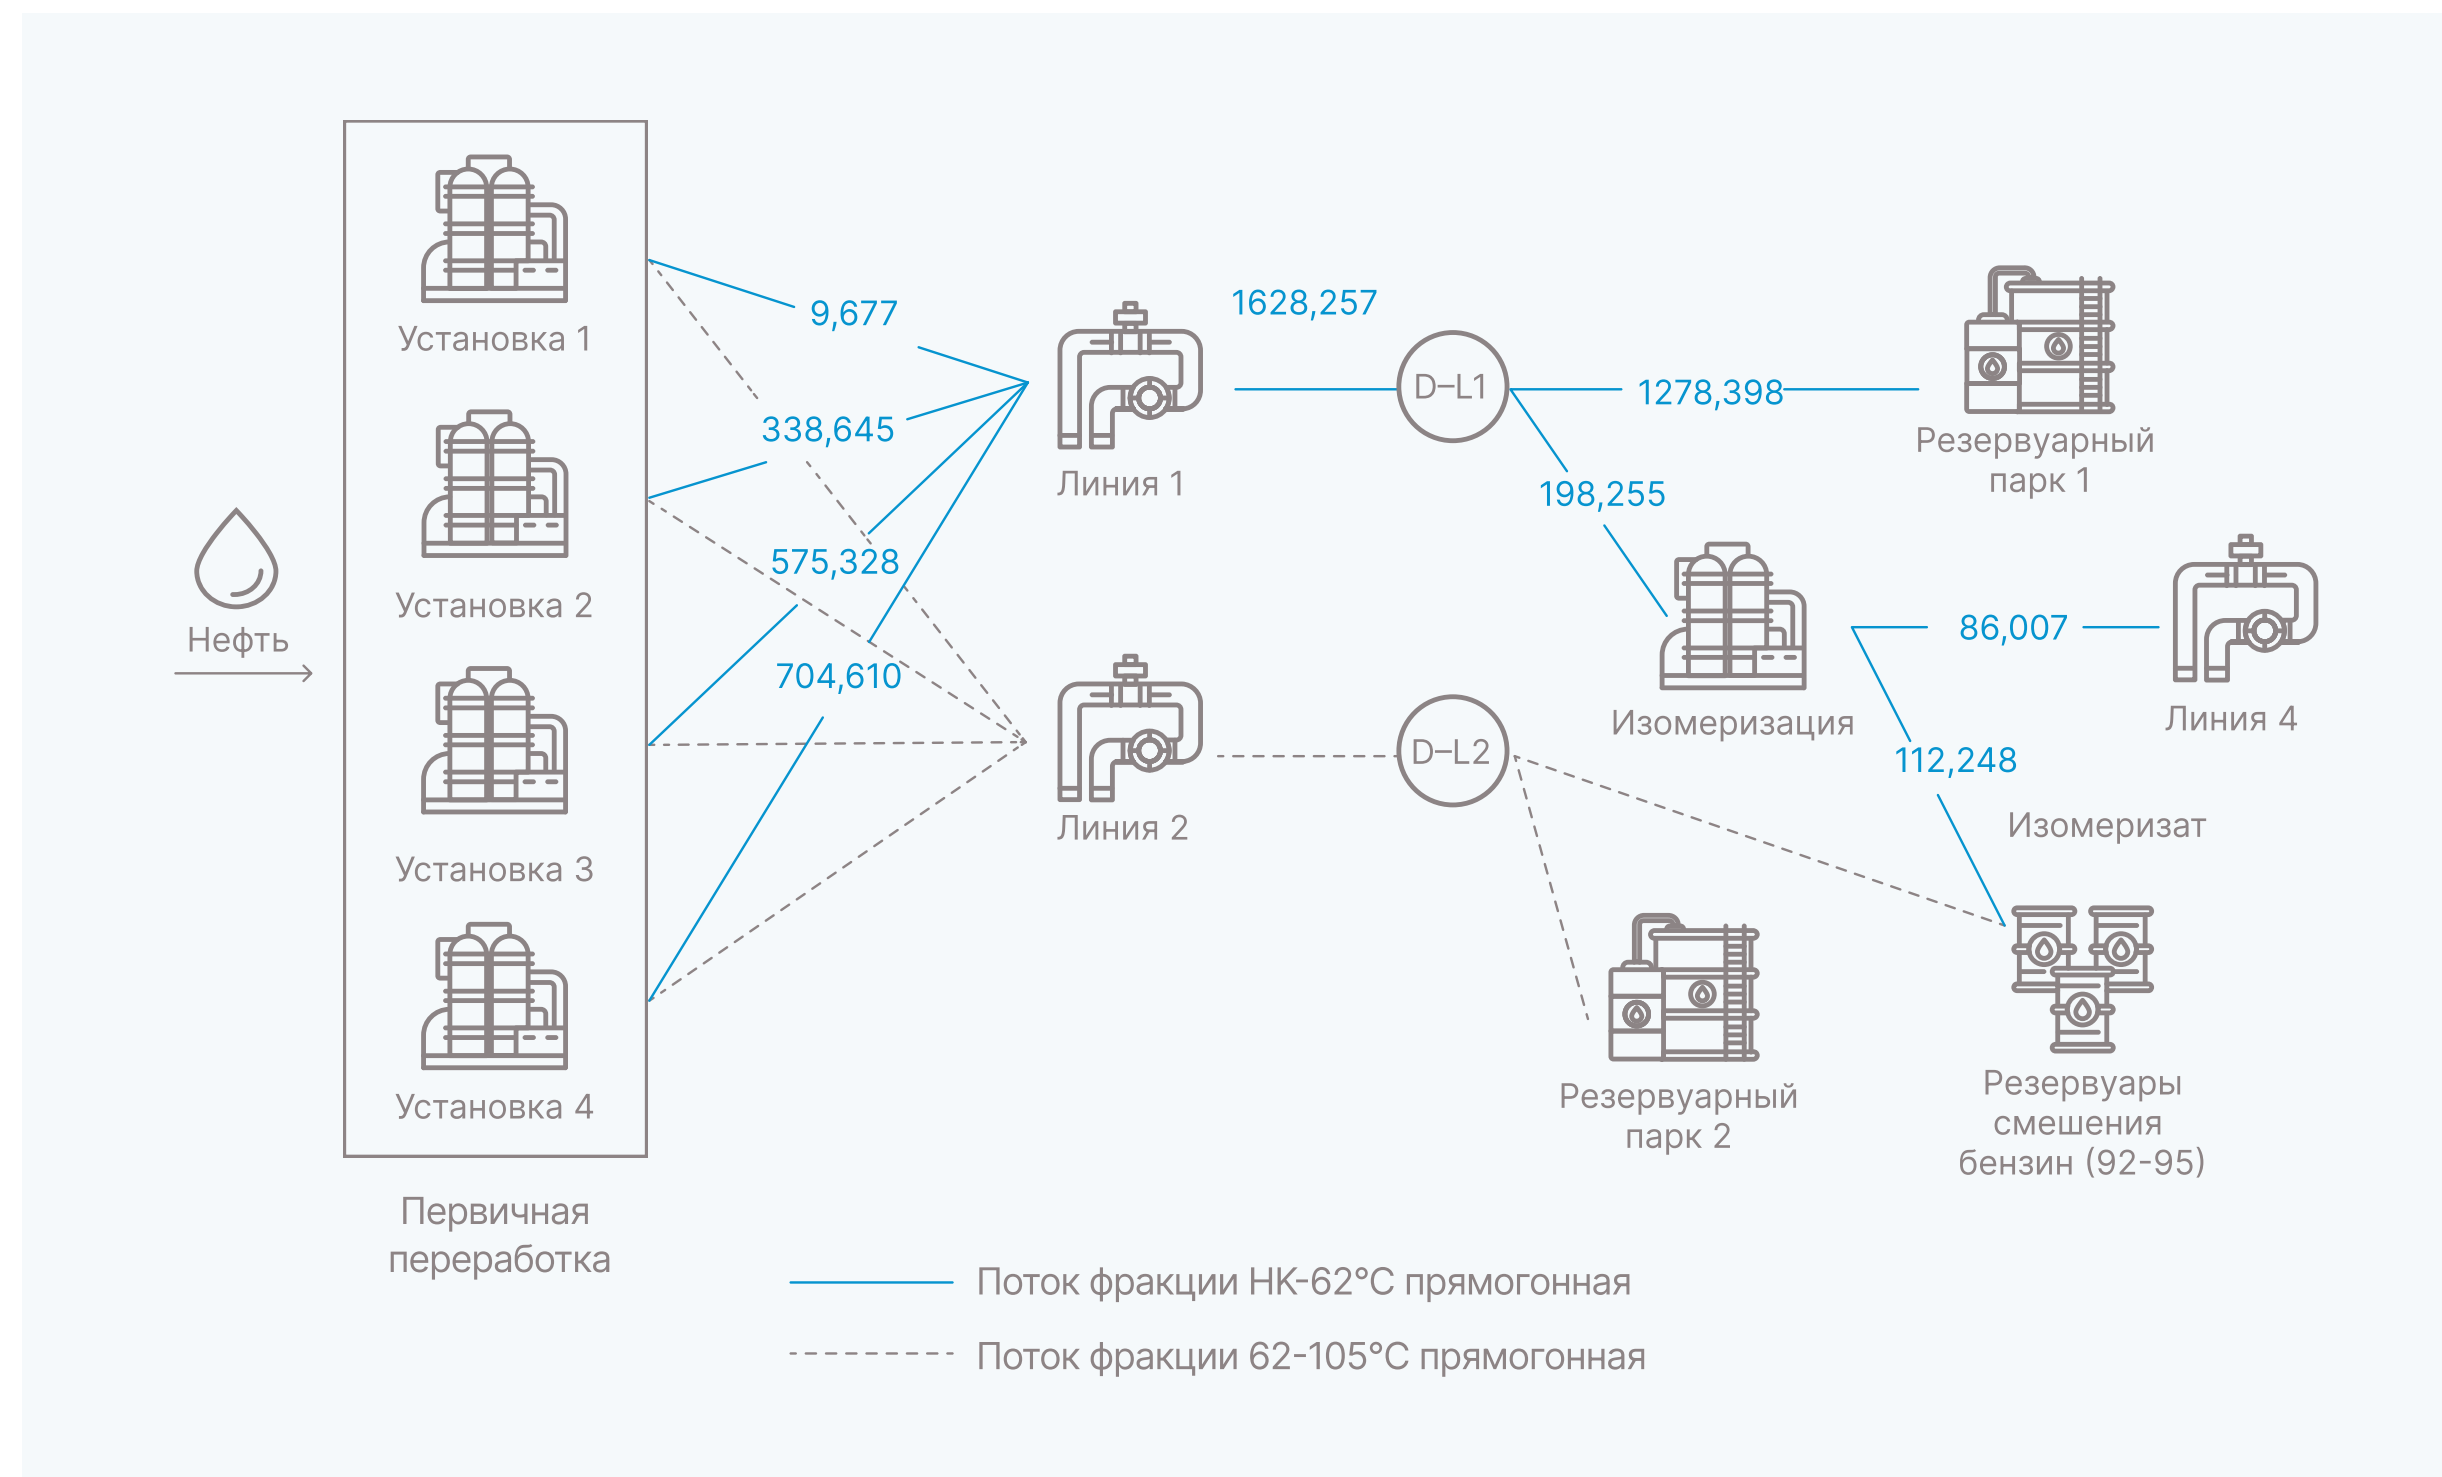 Нефть
Установка 1
Установка 2
Установка 3
Установка 4
Первичная
переработка
9,677
338,645
575,328
704,610
Линия 1
Линия 2
1628,257
D–L1
D–L2
1278,398
198,255
Резервуарный
парк 1
Изомеризация
86,007
Линия 4
112,248
Изомеризат
Резервуарный
парк 2
Резервуары
смешения
бензин (92-95)
Поток фракции НК-62°С прямогонная
Поток фракции 62-105°С прямогонная